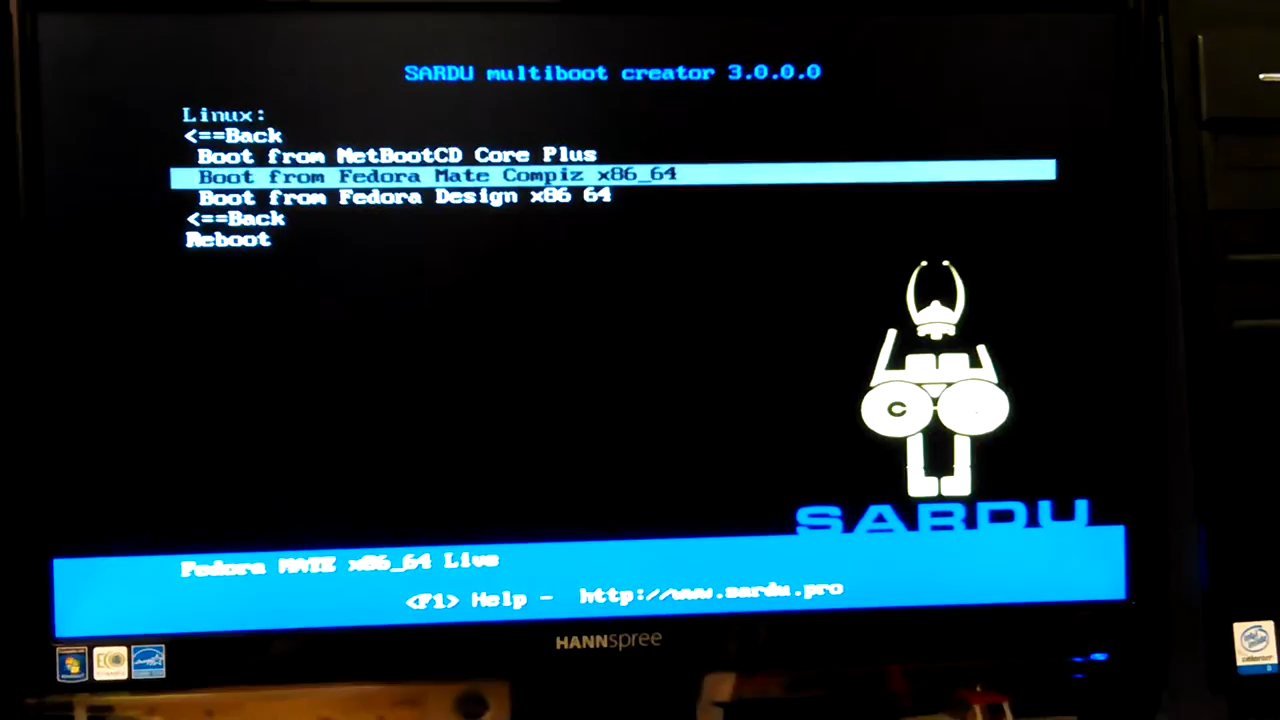 SARDU multiboot creator 3.0.0.0
Linux:
<==Back
Boot from NetBootCD Core Plus
Boot from Fedora Mate Compiz x86_64
Boot from Fedora Design x86 64
<==Back
Reboot
SARDU
Fedora MATE x86_64 Live
<F1> Help - http://www.sardu.pro
HANNspree